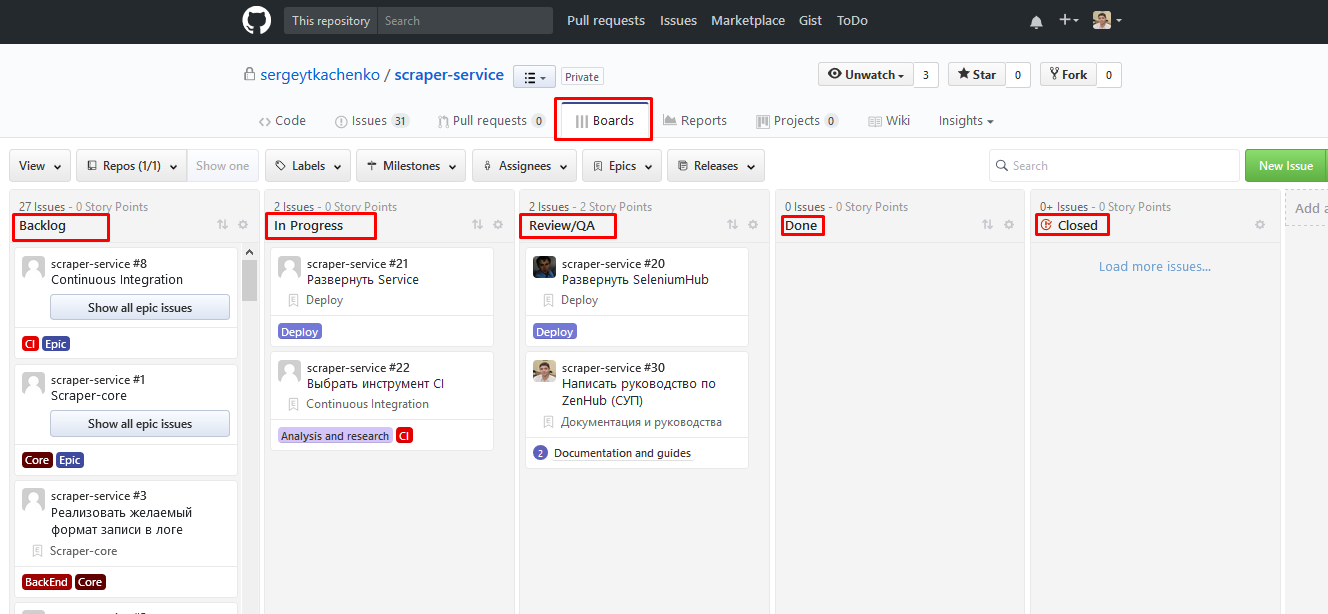 This repository Search Pull requests Issues Marketplace Gist ToDo
sergeytkachenko / scraper-service Private Unwatch 3 Star 0 Fork 0
Code Issues 31 Pull requests 0 Boards Reports Projects 0 Wiki Insights
View Repos (1/1) Show one Labels Milestones Assignees Epics Releases Search New Issue
27 Issues - 0 Story Points
Backlog
scraper-service #8
Continuous Integration
Show all epic issues
CI Epic
scraper-service #1
Scraper-core
Show all epic issues
Core Epic
scraper-service #3
Реализовать желаемый
формат записи в логе
Scraper-core
BackEnd Core
2 Issues - 0 Story Points
In Progress
scraper-service #21
Развернуть Service
Deploy
Deploy
scraper-service #22
Выбрать инструмент CI
Continuous Integration
Analysis and research CI
2 Issues - 2 Story Points
Review/QA
scraper-service #20
Развернуть SeleniumHub
Deploy
Deploy
scraper-service #30
Написать руководство по
ZenHub (СУП)
Документация и руководства
2 Documentation and guides
0 Issues - 0 Story Points
Done
0+ Issues - 0 Story Points
Closed
Load more issues...
Add a